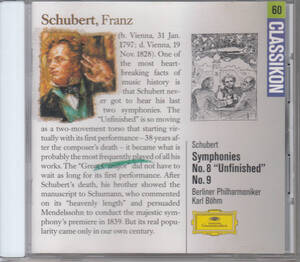 Schubert, Franz
(b. Vienna, 31 Jan.
1797; d. Vienna, 19
Nov. 1828). One of
the most heart-
breaking facts of
music history is
that Schubert nev-
er got to hear his last
two symphonies. The
"Unfinished" is so moving
as a two-movement torso that starting vir-
tually with its first performance – 38 years af-
ter the composer's death – it became what is
probably the most frequently played of all his
works. The "Great C major" did not have to
wait as long for its first performance. After
Schubert's death, his brother showed the
manuscript to Schumann, who commented
on its "heavenly length" and persuaded
Mendelssohn to conduct the majestic sym-
phony's premiere in 1839. But its real popu-
larity came only in our own century.
60
CLASSIKON
Schubert
Symphonies
No. 8 "Unfinished"
No. 9
Berliner Philharmoniker
Karl Böhm
Deutsche
Grammophon